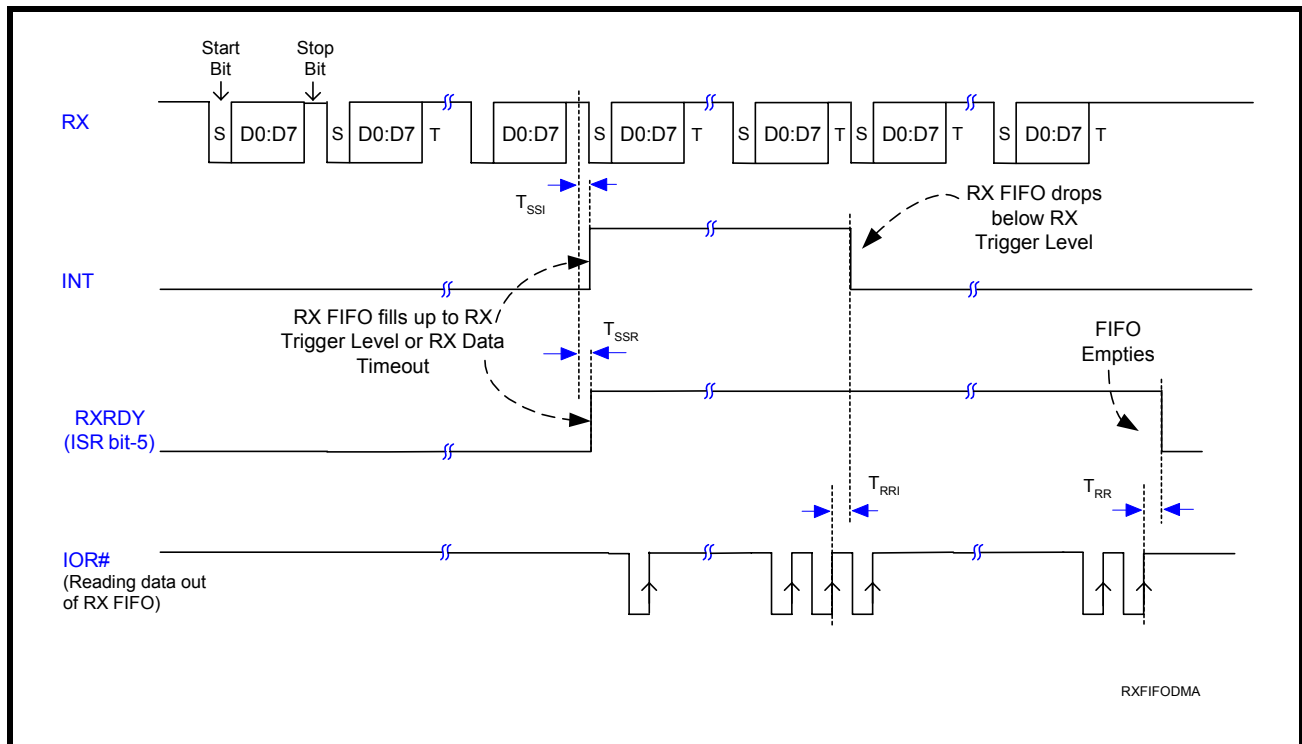 Start
Bit
Stop
Bit
RX
S
D0:D7
S
D0:D7
T
D0:D7
S
D0:D7
T
S
D0:D7
T
S
D0:D7
T
S
D0:D7
T
TSSI
RX FIFO drops
below RX
Trigger Level
INT
RX FIFO fills up to RX
Trigger Level or RX Data
Timeout
TSSR
FIFO
Empties
RXRDY
(ISR bit-5)
TRRI
TRR
IOR#
(Reading data out
of RX FIFO)
RXFIFODMA